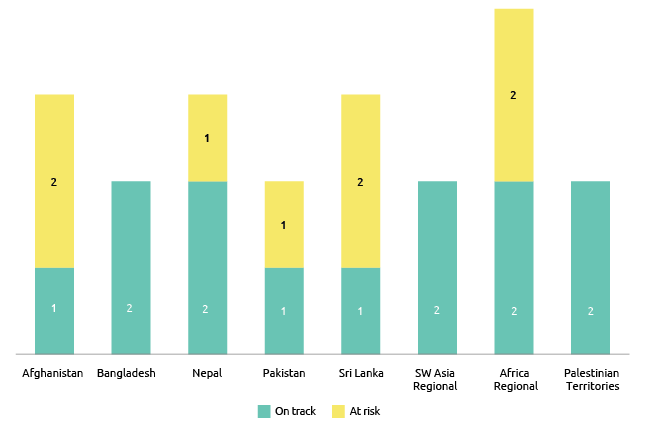 2
2
1
2
1
1
2
2
1
1
2
2
2
Afghanistan
Bangladesh
Nepal
Pakistan
Sri Lanka
SW Asia
Regional
Africa
Regional
Palestinian
Territories
On track
At risk